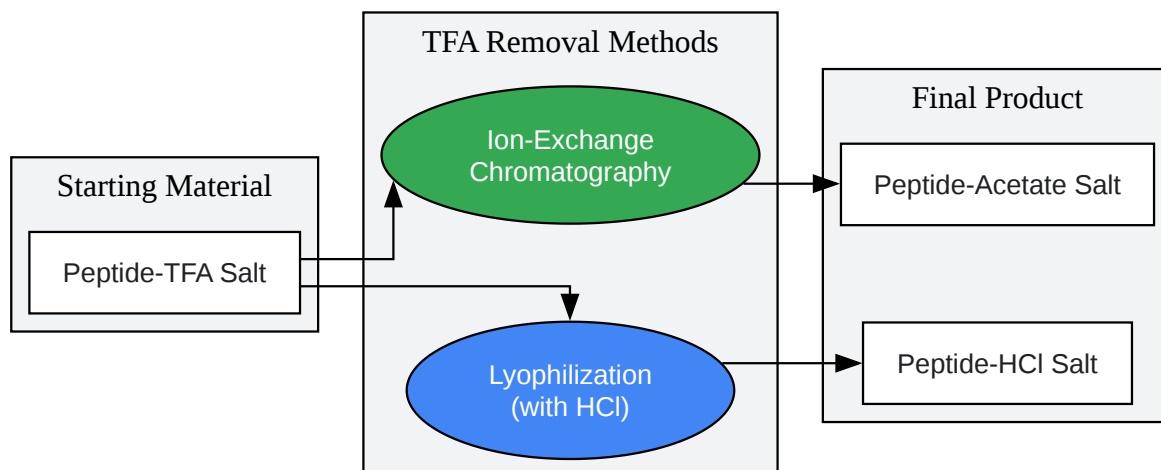 Starting Material
Peptide-TFA Salt
TFA Removal Methods
Ion-Exchange
Chromatography
Lyophilization
(with HCl)
Final Product
Peptide-Acetate Salt
Peptide-HCl Salt